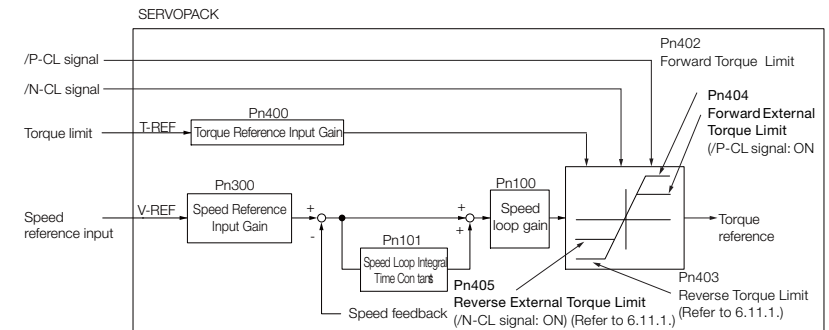 SERVOPACK
/P-CL signal
/N-CL signal
Torque limit
T-REF
Pn400
Torque Reference Input Gain
Pn402
Forward Torque Limit
Pn404
Forward External
Torque Limit
(/P-CL signal: ON
Speed
reference input
V-REF
Pn300
Speed Reference
Input Gain
+
-
Pn101
Speed Loop Integral
Time Con tants
+
+
Pn100
Speed
loop gain
Torque
reference
Speed feedback
Pn405
Reverse External Torque Limit
(/N-CL signal: ON) (Refer to 6.11.1.)
Pn403
Reverse Torque Limit
(Refer to 6.11.1.)